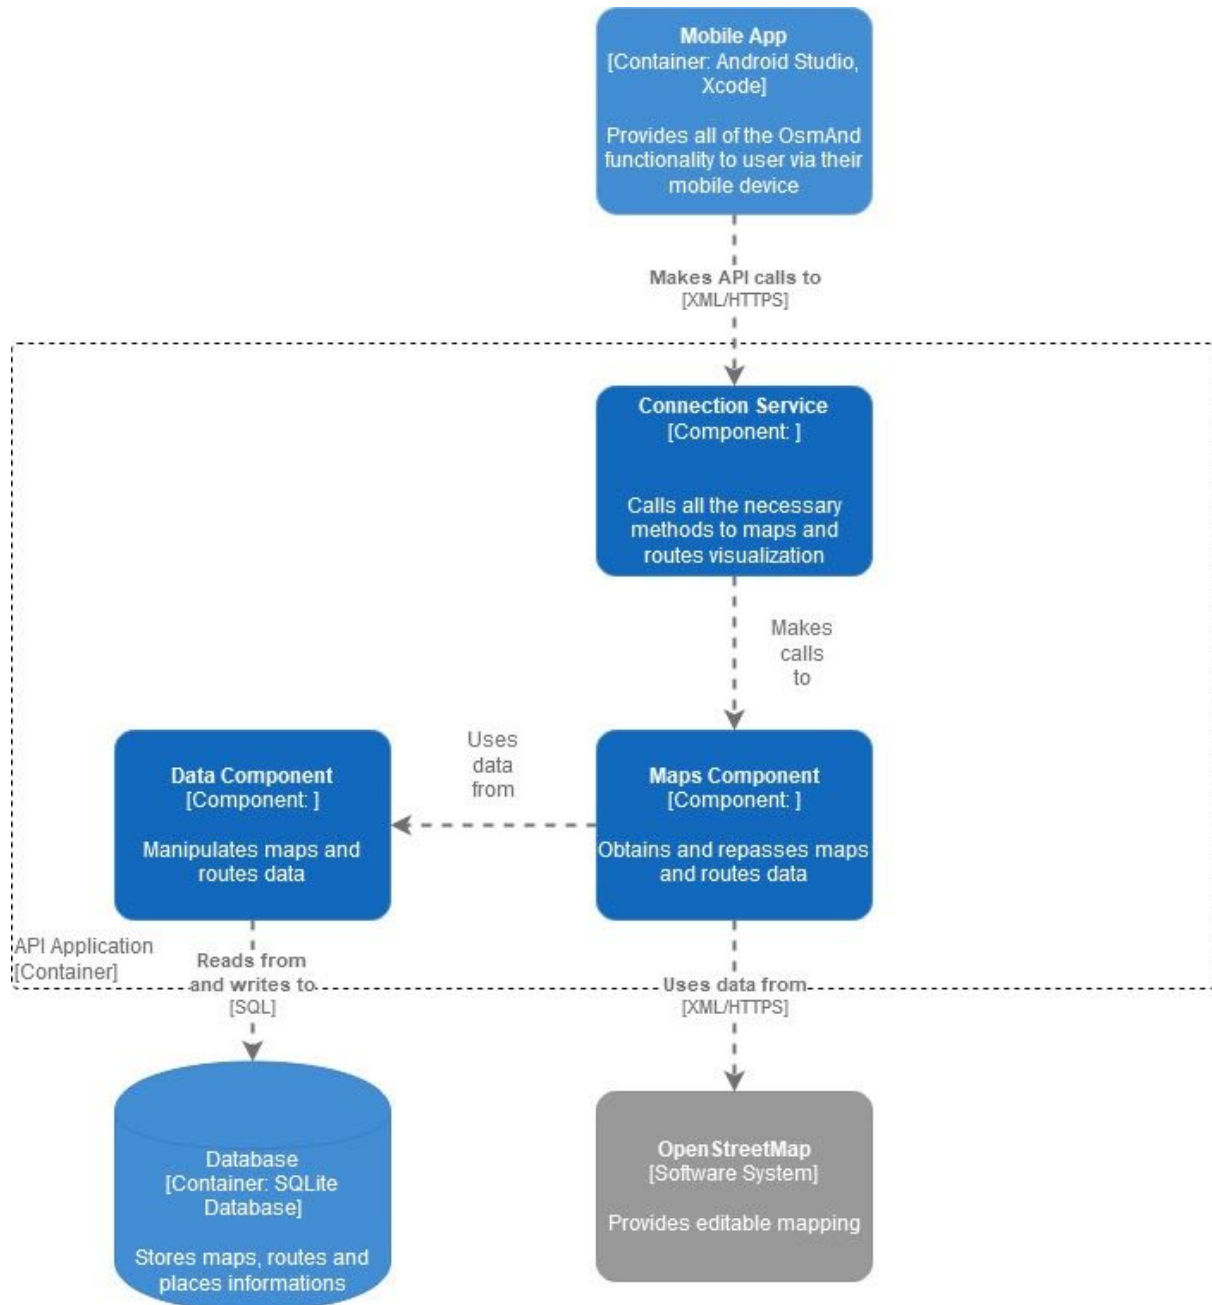 Mobile App
[Container: Android Studio,
Xcode]
Provides all of the OsmAnd
functionality to user via their
mobile device
Makes API calls to
[XML/HTTPS]
Connection Service
[Component: ]
Calls all the necessary
methods to maps and
routes visualization
Makes
calls
to
Uses
data
from
Data Component
[Component: ]
Manipulates maps and
routes data
Maps Component
[Component: ]
Obtains and repasses maps
and routes data
API Application
[Container]
Reads from
and writes to
[SQL]
Uses data from
[XML/HTTPS]
Database
[Container: SQLite
Database]
Stores maps, routes and
places informations
OpenStreetMap
[Software System]
Provides editable mapping